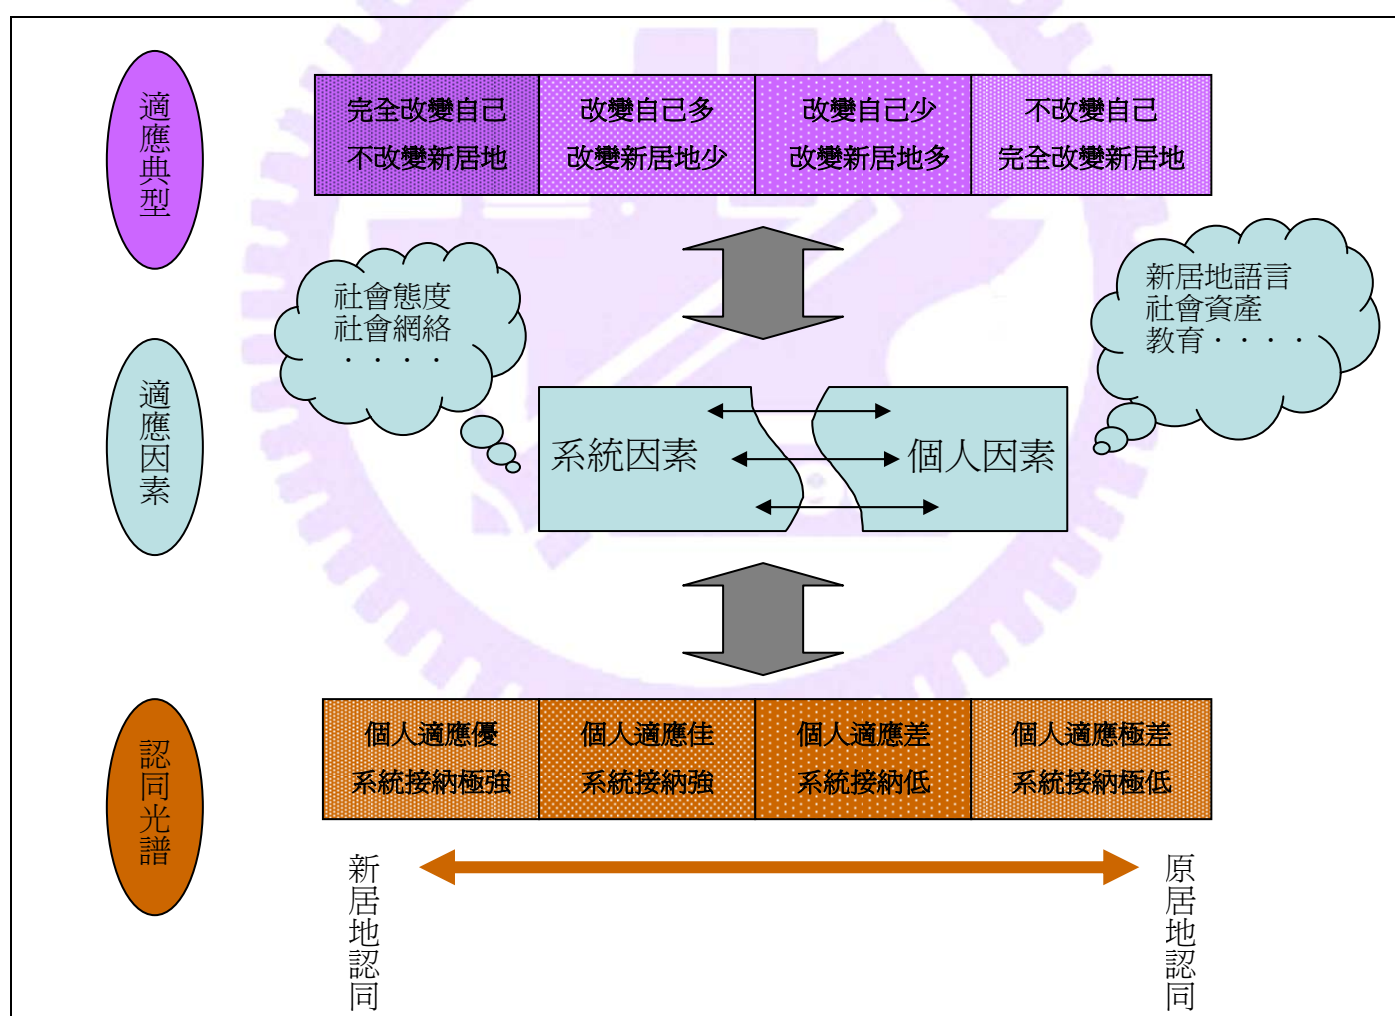 適應典型
完全改變自己
不改變新居地
改變自己多
改變新居地少
改變自己少
改變新居地多
不改變自己
完全改變新居地
社會態度
社會網絡
‧‧‧‧
新居地語言
社會資產
教育‧‧‧‧
適應因素
系統因素
個人因素
認同光譜
個人適應優
系統接納極強
個人適應佳
系統接納強
個人適應差
系統接納低
個人適應極差
系統接納極低
新居地認同
原居地認同